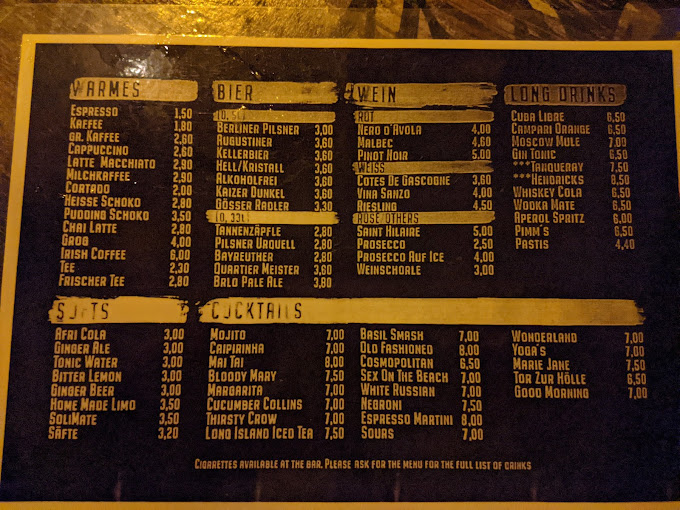 WARMES
ESPRESSO 1,50
KAFFEE 1,80
GR. KAFFEE 2,60
CAPPUCCINO 2,60
LATTE MACCHIATO 2,90
MILCHKAFFEE 2,90
CORTADO 2,00
HEISSE SCHOKO 2,80
PUDDING SCHOKO 3,50
CHAI LATTE 2,80
GROG 4,00
IRISH COFFEE 6,00
TEE 2,30
FRISCHER TEE 2,80
BIER
(0,5L)
BERLINER PILSNER 3,00
AUGUSTINER 3,60
KELLERBIER 3,60
HELL/KRISTALL 3,60
ALKOHOLFREI 3,60
KAIZER DUNKEL 3,60
GÖSSER RADLER 3,30
(0,33L)
TANNENZÄPFLE 2,80
PILSNER URQUELL 2,80
BAYREUTHER 2,80
QUARTIER MEISTER 3,60
BALD PALE ALE 3,80
WEIN
ROT
NERO D'AVOLA 4,00
MALBEC 4,60
PINOT NOIR 5,00
WEISS
COTES DE GASCOGNE 3,60
VINA SANZO 4,00
RIESLING 4,50
ROSE/OTHERS
SAINT HILAIRE 5,00
PROSECCO 2,50
PROSECCO AUF ICE 4,00
WEINSCHORLE 3,00
LONG DRINKS
CUBA LIBRE 6,50
CAMPARI ORANGE 6,50
MOSCOW MULE 7,00
GIN TONIC 6,50
***TANQUERAY 7,50
***HENDRICKS 8,50
WHISKEY COLA 6,50
WODKA MATE 6,50
APEROL SPRITZ 6,00
PIMM'S 6,50
PASTIS 4,40
SOFTS
AFRI COLA 3,00
GINGER ALE 3,00
TONIC WATER 3,00
BITTER LEMON 3,00
GINGER BEER 3,00
HOME MADE LIMO 3,50
SOLIMATE 3,50
SÄFTE 3,20
COCKTAILS
MOJITO 7,00
CAIPIRINHA 7,00
MAI TAI 8,00
BLOODY MARY 7,50
MARGARITA 7,00
CUCUMBER COLLINS 7,00
THIRSTY CROW 7,00
LONG ISLAND ICED TEA 7,50
BASIL SMASH 7,00
OLD FASHIONED 8,00
COSMOPOLITAN 6,50
SEX ON THE BEACH 7,00
WHITE RUSSIAN 7,00
NEGRONI 7,50
ESPRESSO MARTINI 8,00
SOURS 7,00
WONDERLAND 7,00
YOGA'S 7,00
MARIE JANE 7,50
TOR ZUR HÖLLE 6,50
GOOD MORNING 7,00
CIGARETTES AVAILABLE AT THE BAR. PLEASE ASK FOR THE MENU FOR THE FULL LIST OF DRINKS